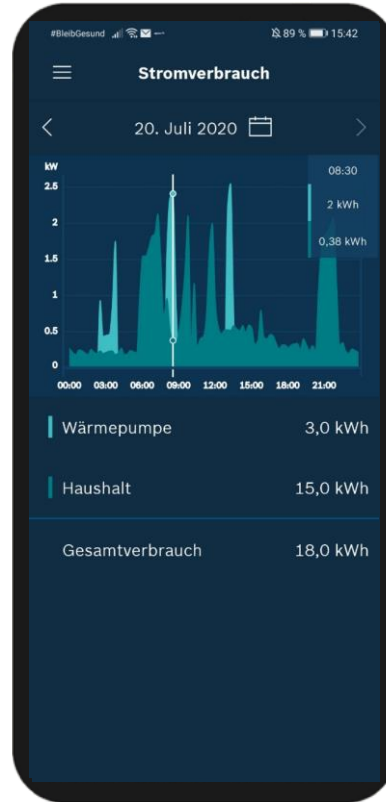 #BleibGesund 89 % 15:42
Stromverbrauch
20. Juli 2020
kW
08:30
2.5
2 kWh
2
0,38 kWh
1.5
1
0.5
0
00:00 03:00 06:00 09:00 12:00 15:00 18:00 21:00
Wärmepumpe 3,0 kWh
Haushalt 15,0 kWh
Gesamtverbrauch 18,0 kWh